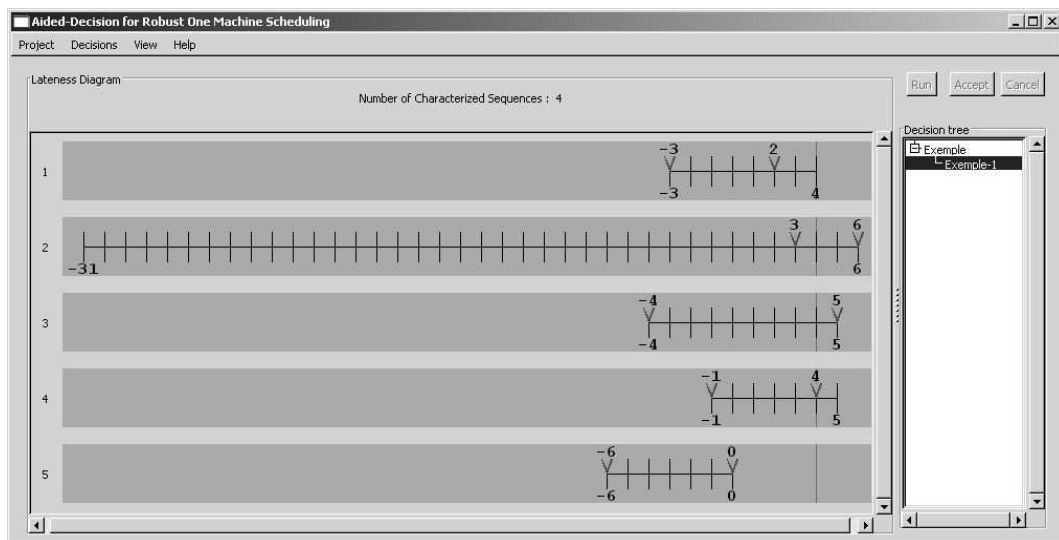 Aided-Decision for Robust One Machine Scheduling
Project Decisions View Help
Lateness Diagram
Number of Characterized Sequences : 4
Run Accept Cancel
Decision tree
Exemple
Exemple-1
-3 2
1
-3 4
3 6
2
-31 6
-4 5
3
-4 5
-1 4
4
-1 5
-6 0
5
-6 0